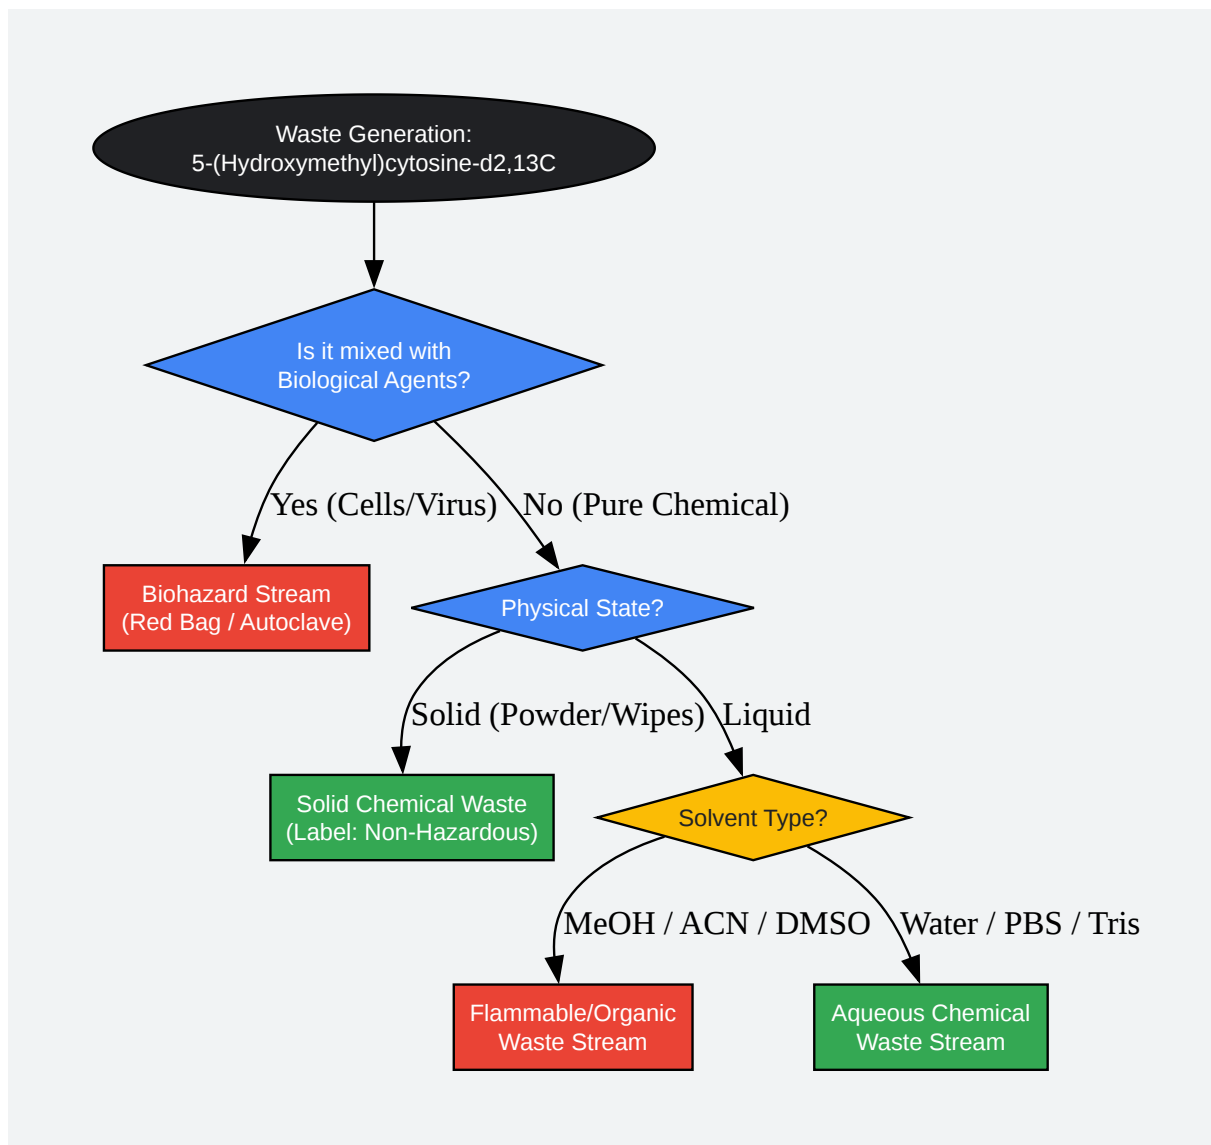 Waste Generation:
5-(Hydroxymethyl)cytosine-d2,13C
Is it mixed with
Biological Agents?
Yes (Cells/Virus)
No (Pure Chemical)
Biohazard Stream
(Red Bag / Autoclave)
Physical State?
Solid (Powder/Wipes)
Liquid
Solid Chemical Waste
(Label: Non-Hazardous)
Solvent Type?
MeOH / ACN / DMSO
Water / PBS / Tris
Flammable/Organic
Waste Stream
Aqueous Chemical
Waste Stream